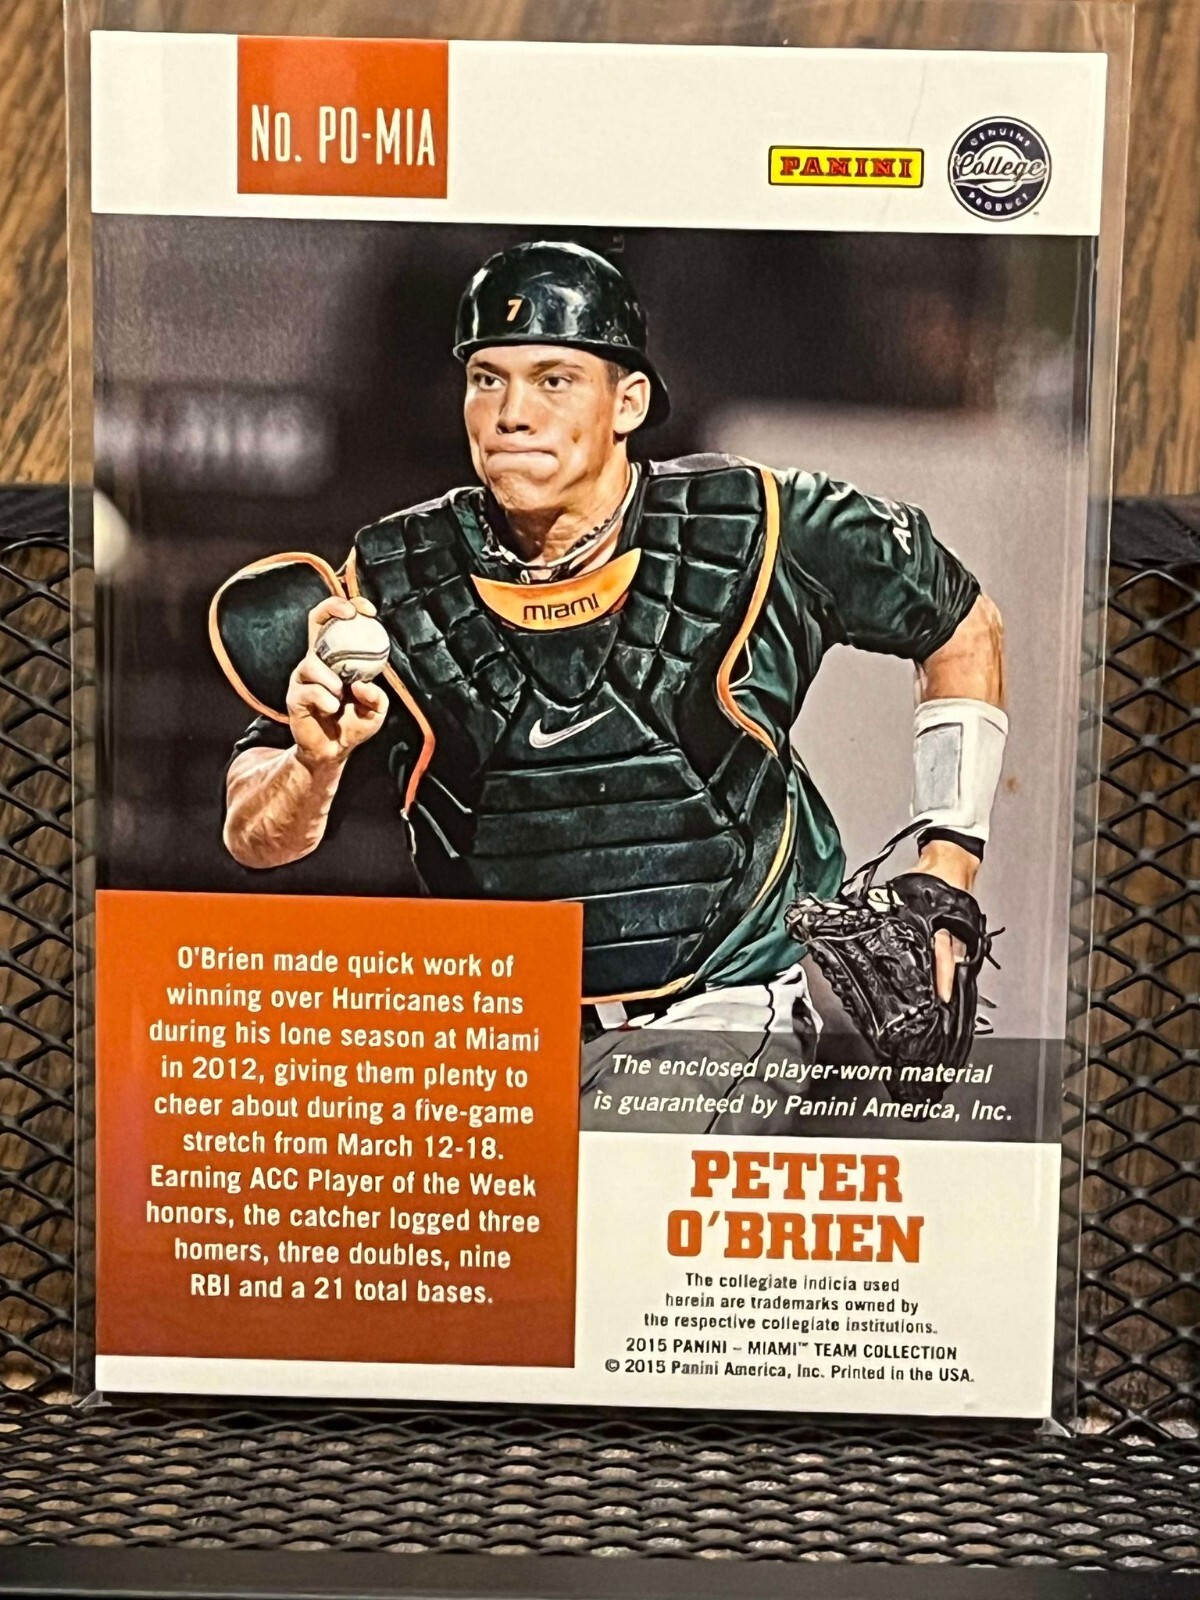 No. PO-MIA
PANINI
GENUINE
College
PRODUCT
7
ACC
miami
O'Brien made quick work of
winning over Hurricanes fans
during his lone season at Miami
in 2012, giving them plenty to
cheer about during a five-game
stretch from March 12-18.
Earning ACC Player of the Week
honors, the catcher logged three
homers, three doubles, nine
RBI and a 21 total bases.
The enclosed player-worn material
is guaranteed by Panini America, Inc.
PETER
O'BRIEN
The collegiate indicia used
herein are trademarks owned by
the respective collegiate institutions.
2015 PANINI – MIAMI™ TEAM COLLECTION
© 2015 Panini America, Inc. Printed in the USA.